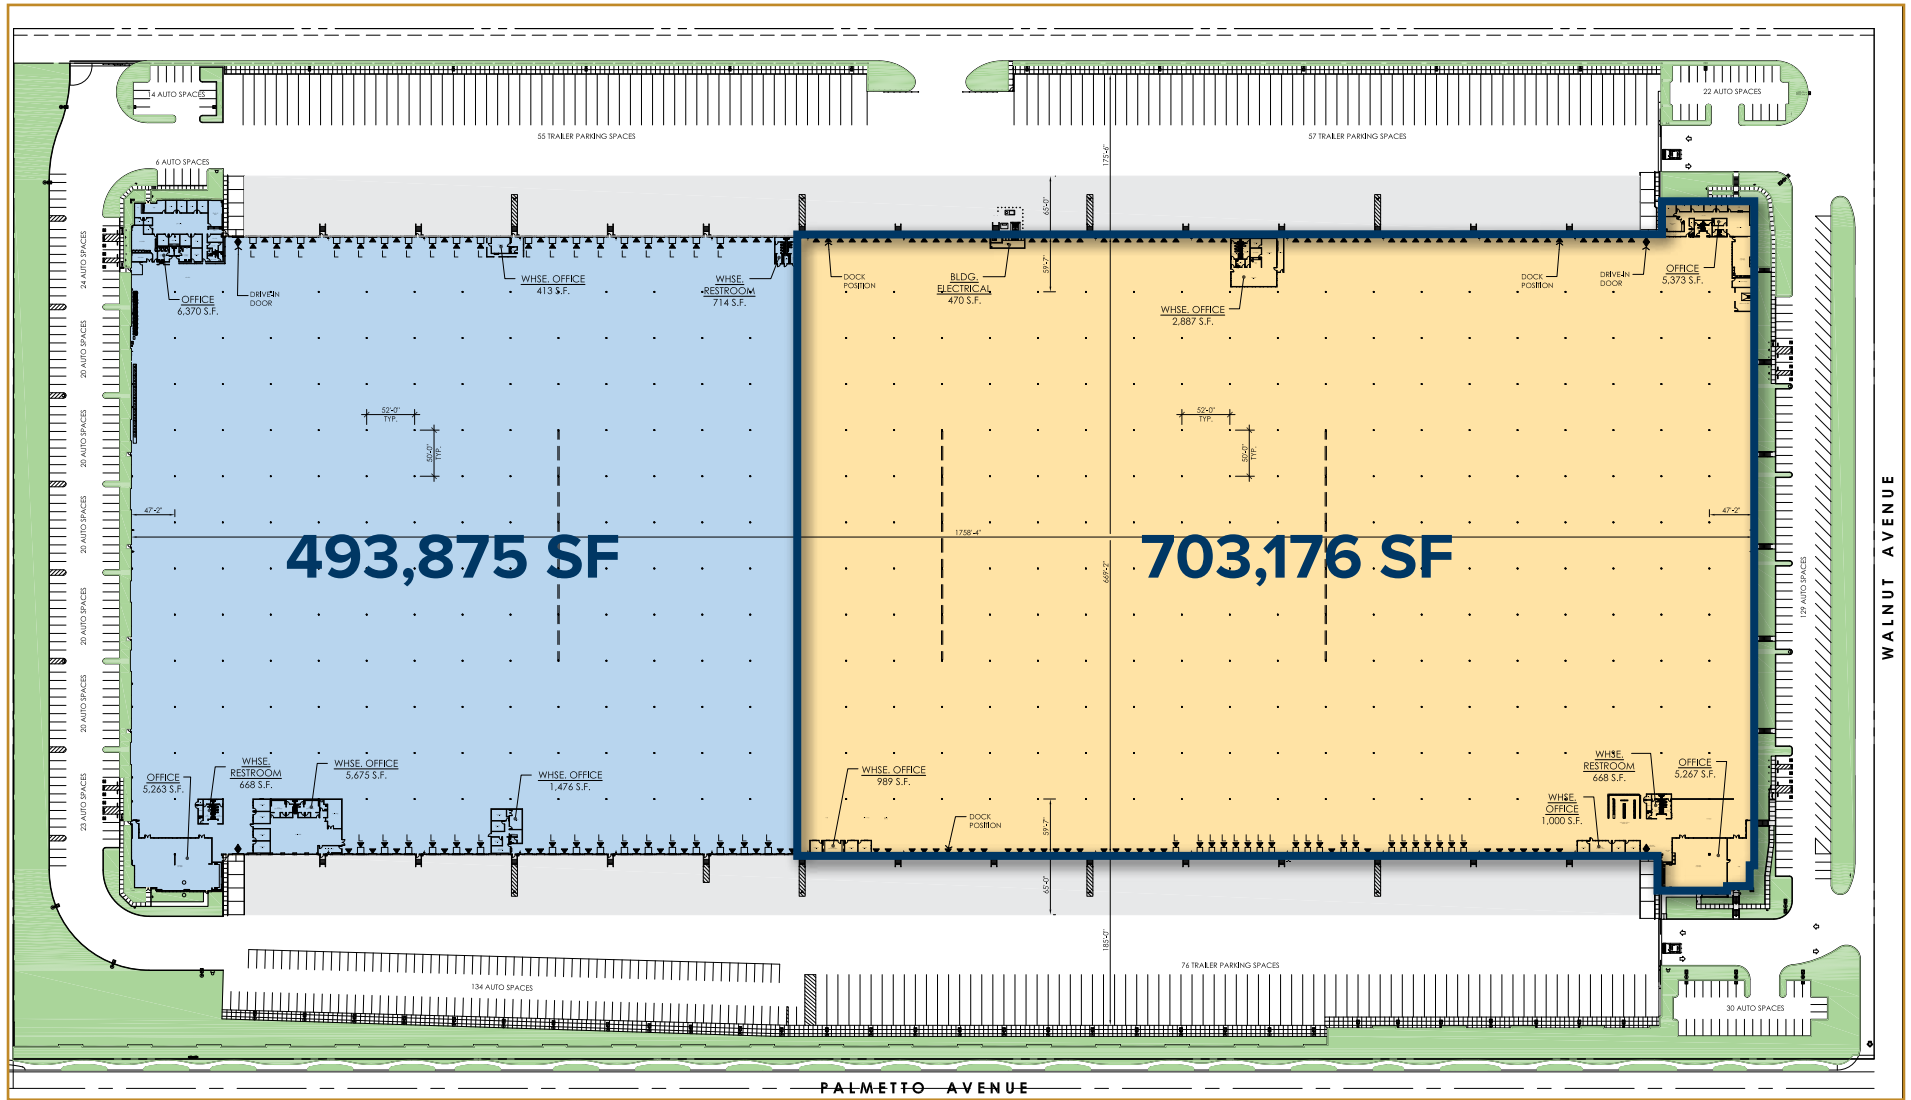 14 AUTO SPACES
22 AUTO SPACES
55 TRAILER PARKING SPACES
57 TRAILER PARKING SPACES
175'-6"
6 AUTO SPACES
65'-0"
24 AUTO SPACES
OFFICE
6,370 S.F.
DRIVE-IN
DOOR
WHSE. OFFICE
413 S.F.
WHSE.
RESTROOM
714 S.F.
DOCK
POSITION
BLDG.
ELECTRICAL
470 S.F.
59'-7"
WHSE. OFFICE
2,887 S.F.
DOCK
POSITION
DRIVE-IN
DOOR
OFFICE
5,373 S.F.
20 AUTO SPACES
20 AUTO SPACES
20 AUTO SPACES
20 AUTO SPACES
20 AUTO SPACES
23 AUTO SPACES
52'-0"
TYP.
50'-0"
TYP.
52'-0"
TYP.
50'-0"
TYP.
47'-2"
47'-2"
1758'-4"
493,875 SF
703,176 SF
669'-2"
129 AUTO SPACES
WALNUT AVENUE
OFFICE
5,263 S.F.
WHSE.
RESTROOM
668 S.F.
WHSE. OFFICE
5,675 S.F.
WHSE. OFFICE
1,476 S.F.
WHSE. OFFICE
989 S.F.
DOCK
POSITION
59'-7"
WHSE.
OFFICE
1,000 S.F.
WHSE.
RESTROOM
668 S.F.
OFFICE
5,267 S.F.
65'-0"
185'-0"
134 AUTO SPACES
76 TRAILER PARKING SPACES
30 AUTO SPACES
PALMETTO AVENUE